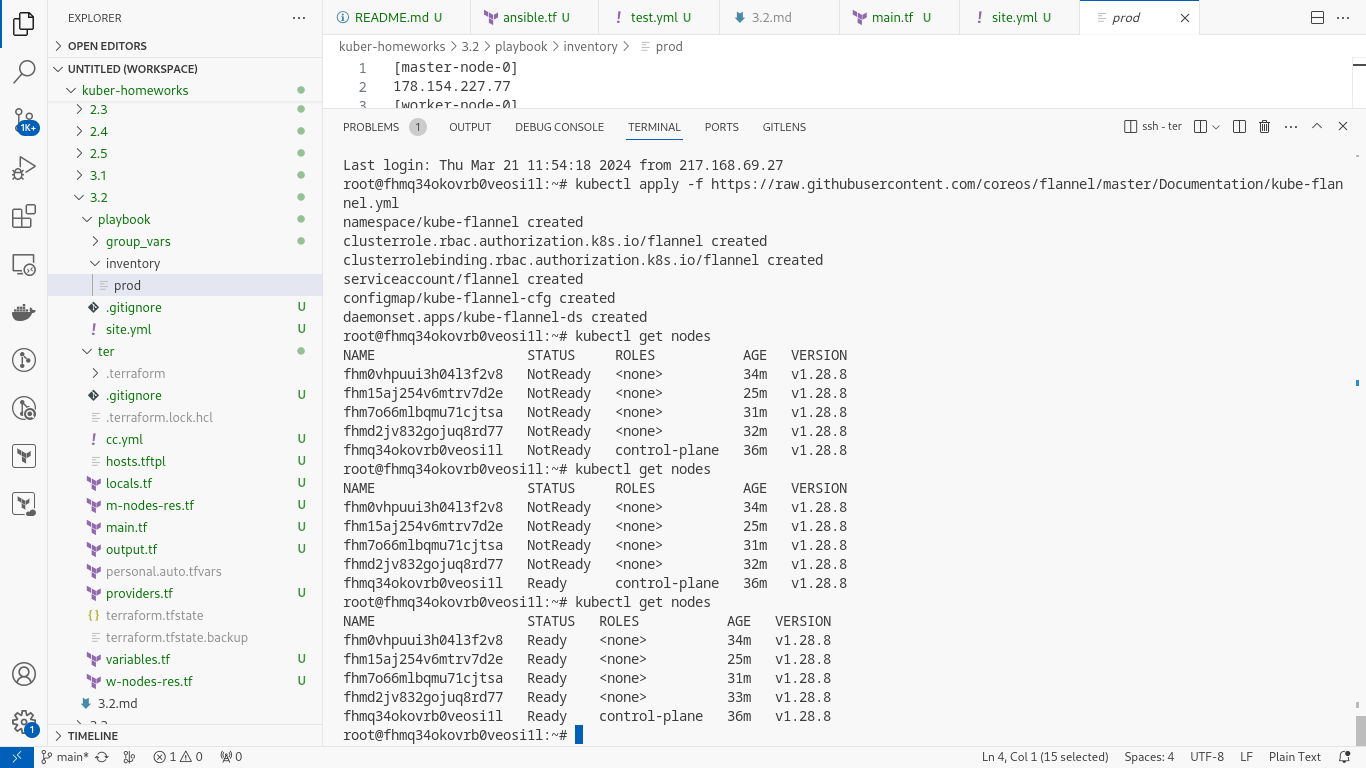 EXPLORER
OPEN EDITORS
UNTITLED (WORKSPACE)
kuber-homeworks
2.3
2.4
2.5
3.1
3.2
playbook
group_vars
inventory
prod
.gitignore U
site.yml U
ter
.terraform
.gitignore U
.terraform.lock.hcl
cc.yml U
hosts.tftpl U
locals.tf U
m-nodes-res.tf U
main.tf U
output.tf U
personal.auto.tfvars
providers.tf U
terraform.tfstate
terraform.tfstate.backup
variables.tf U
w-nodes-res.tf U
3.2.md
TIMELINE
1K+
1
README.md U ansible.tf U test.yml U 3.2.md main.tf U site.yml U prod
kuber-homeworks > 3.2 > playbook > inventory > prod
1 [master-node-0]
2 178.154.227.77
3 [worker-node-0]
PROBLEMS 1 OUTPUT DEBUG CONSOLE TERMINAL PORTS GITLENS ssh - ter
Last login: Thu Mar 21 11:54:18 2024 from 217.168.69.27
root@fhmq34okovrb0veosi1l:~# kubectl apply -f https://raw.githubusercontent.com/coreos/flannel/master/Documentation/kube-flan
nel.yml
namespace/kube-flannel created
clusterrole.rbac.authorization.k8s.io/flannel created
clusterrolebinding.rbac.authorization.k8s.io/flannel created
serviceaccount/flannel created
configmap/kube-flannel-cfg created
daemonset.apps/kube-flannel-ds created
root@fhmq34okovrb0veosi1l:~# kubectl get nodes
NAME STATUS ROLES AGE VERSION
fhm0vhpuui3h04l3f2v8 NotReady <none> 34m v1.28.8
fhm15aj254v6mtrv7d2e NotReady <none> 25m v1.28.8
fhm7o66mlbqmu71cjtsa NotReady <none> 31m v1.28.8
fhmd2jv832gojuq8rd77 NotReady <none> 32m v1.28.8
fhmq34okovrb0veosi1l NotReady control-plane 36m v1.28.8
root@fhmq34okovrb0veosi1l:~# kubectl get nodes
NAME STATUS ROLES AGE VERSION
fhm0vhpuui3h04l3f2v8 NotReady <none> 34m v1.28.8
fhm15aj254v6mtrv7d2e NotReady <none> 25m v1.28.8
fhm7o66mlbqmu71cjtsa NotReady <none> 31m v1.28.8
fhmd2jv832gojuq8rd77 NotReady <none> 32m v1.28.8
fhmq34okovrb0veosi1l Ready control-plane 36m v1.28.8
root@fhmq34okovrb0veosi1l:~# kubectl get nodes
NAME STATUS ROLES AGE VERSION
fhm0vhpuui3h04l3f2v8 Ready <none> 34m v1.28.8
fhm15aj254v6mtrv7d2e Ready <none> 25m v1.28.8
fhm7o66mlbqmu71cjtsa Ready <none> 31m v1.28.8
fhmd2jv832gojuq8rd77 Ready <none> 33m v1.28.8
fhmq34okovrb0veosi1l Ready control-plane 36m v1.28.8
root@fhmq34okovrb0veosi1l:~#
main* 1 0 0 Ln 4, Col 1 (15 selected) Spaces: 4 UTF-8 LF Plain Text